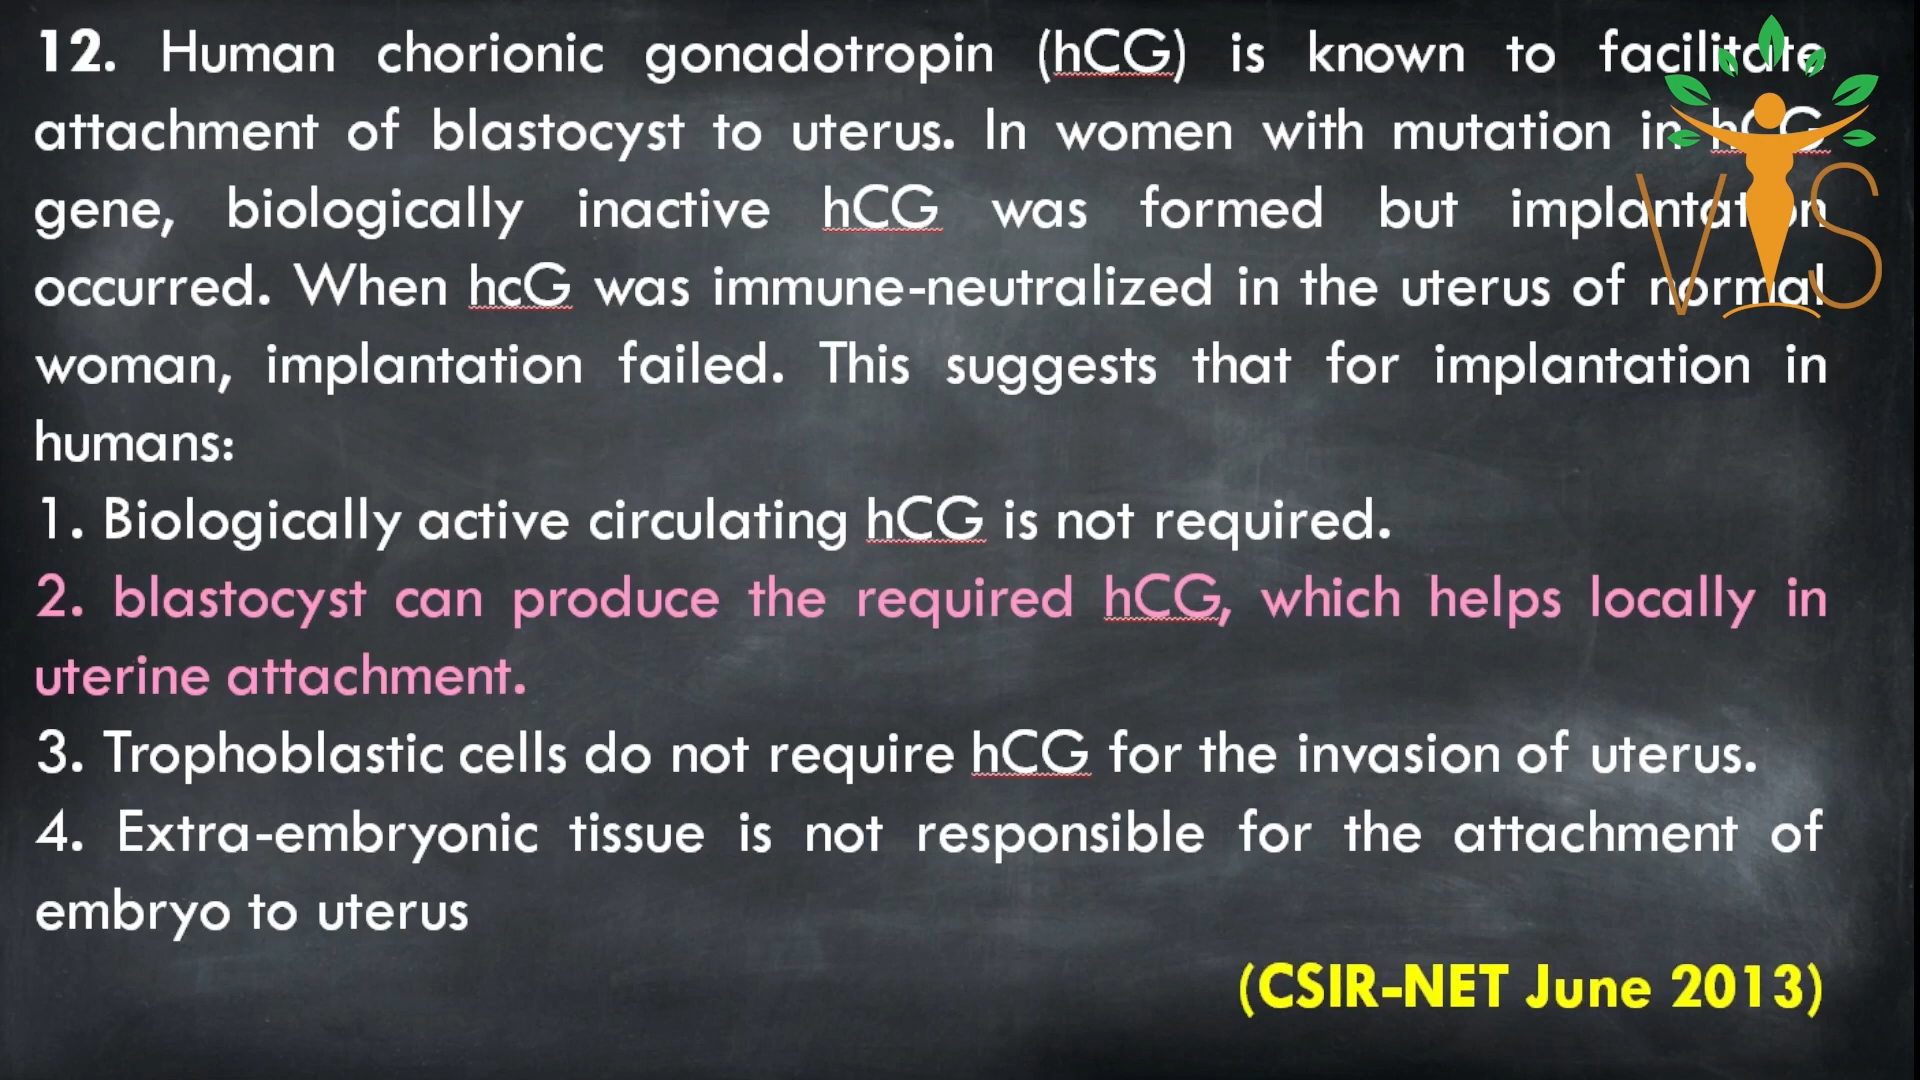 12. Human chorionic gonadotropin (hCG) is known to facilitate
attachment of blastocyst to uterus. In women with mutation in hCG
gene, biologically inactive hCG was formed but implantation
occurred. When hcG was immune-neutralized in the uterus of normal
woman, implantation failed. This suggests that for implantation in
humans:
1. Biologically active circulating hCG is not required.
2. blastocyst can produce the required hCG, which helps locally in
uterine attachment.
3. Trophoblastic cells do not require hCG for the invasion of uterus.
4. Extra-embryonic tissue is not responsible for the attachment of
embryo to uterus
(CSIR-NET June 2013)
V S